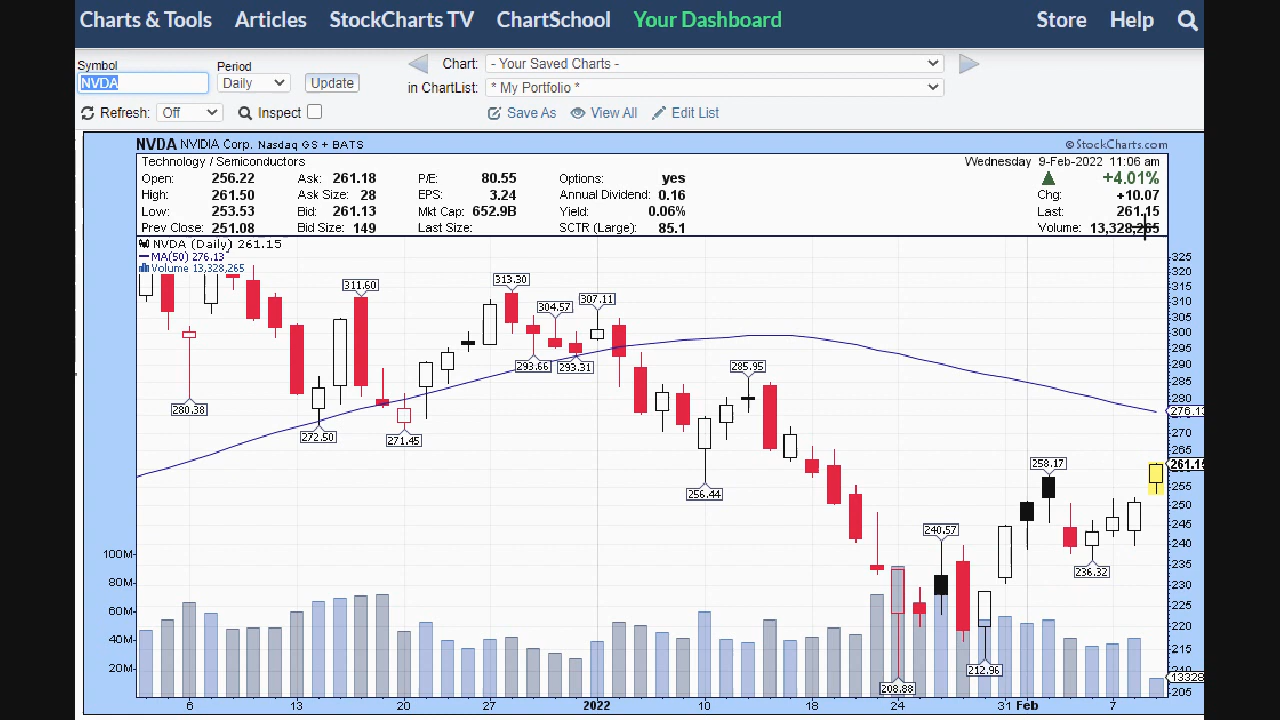 Charts & Tools Articles StockCharts TV ChartSchool Your Dashboard Store Help
Symbol Period Chart: - Your Saved Charts -
NVDA Daily Update in ChartList: * My Portfolio *
Refresh: Off Inspect Save As View All Edit List
NVDA NVIDIA Corp. Nasdaq GS + BATS © StockCharts.com
Technology / Semiconductors Wednesday 9-Feb-2022 11:06 am
Open: 256.22 Ask: 261.18 P/E: 80.55 Options: yes +4.01%
High: 261.50 Ask Size: 28 EPS: 3.24 Annual Dividend: 0.16 Chg: +10.07
Low: 253.53 Bid: 261.13 Mkt Cap: 652.9B Yield: 0.06% Last: 261.15
Prev Close: 251.08 Bid Size: 149 Last Size: SCTR (Large): 85.1 Volume: 13,328,265
NVDA (Daily) 261.15
MA(50) 276.13
Volume 13,328,265
325
320
315
310
305
300
295
290
285
280
276.13
270
265
261.15
255
250
245
240
235
230
225
220
215
210
13328
205
311.60
313.30
304.57
307.11
293.66
293.31
285.95
280.38
272.50
271.45
256.44
258.17
240.57
236.32
212.96
208.88
100M
80M
60M
40M
20M
6 13 20 27 2022 10 18 24 31 Feb 7